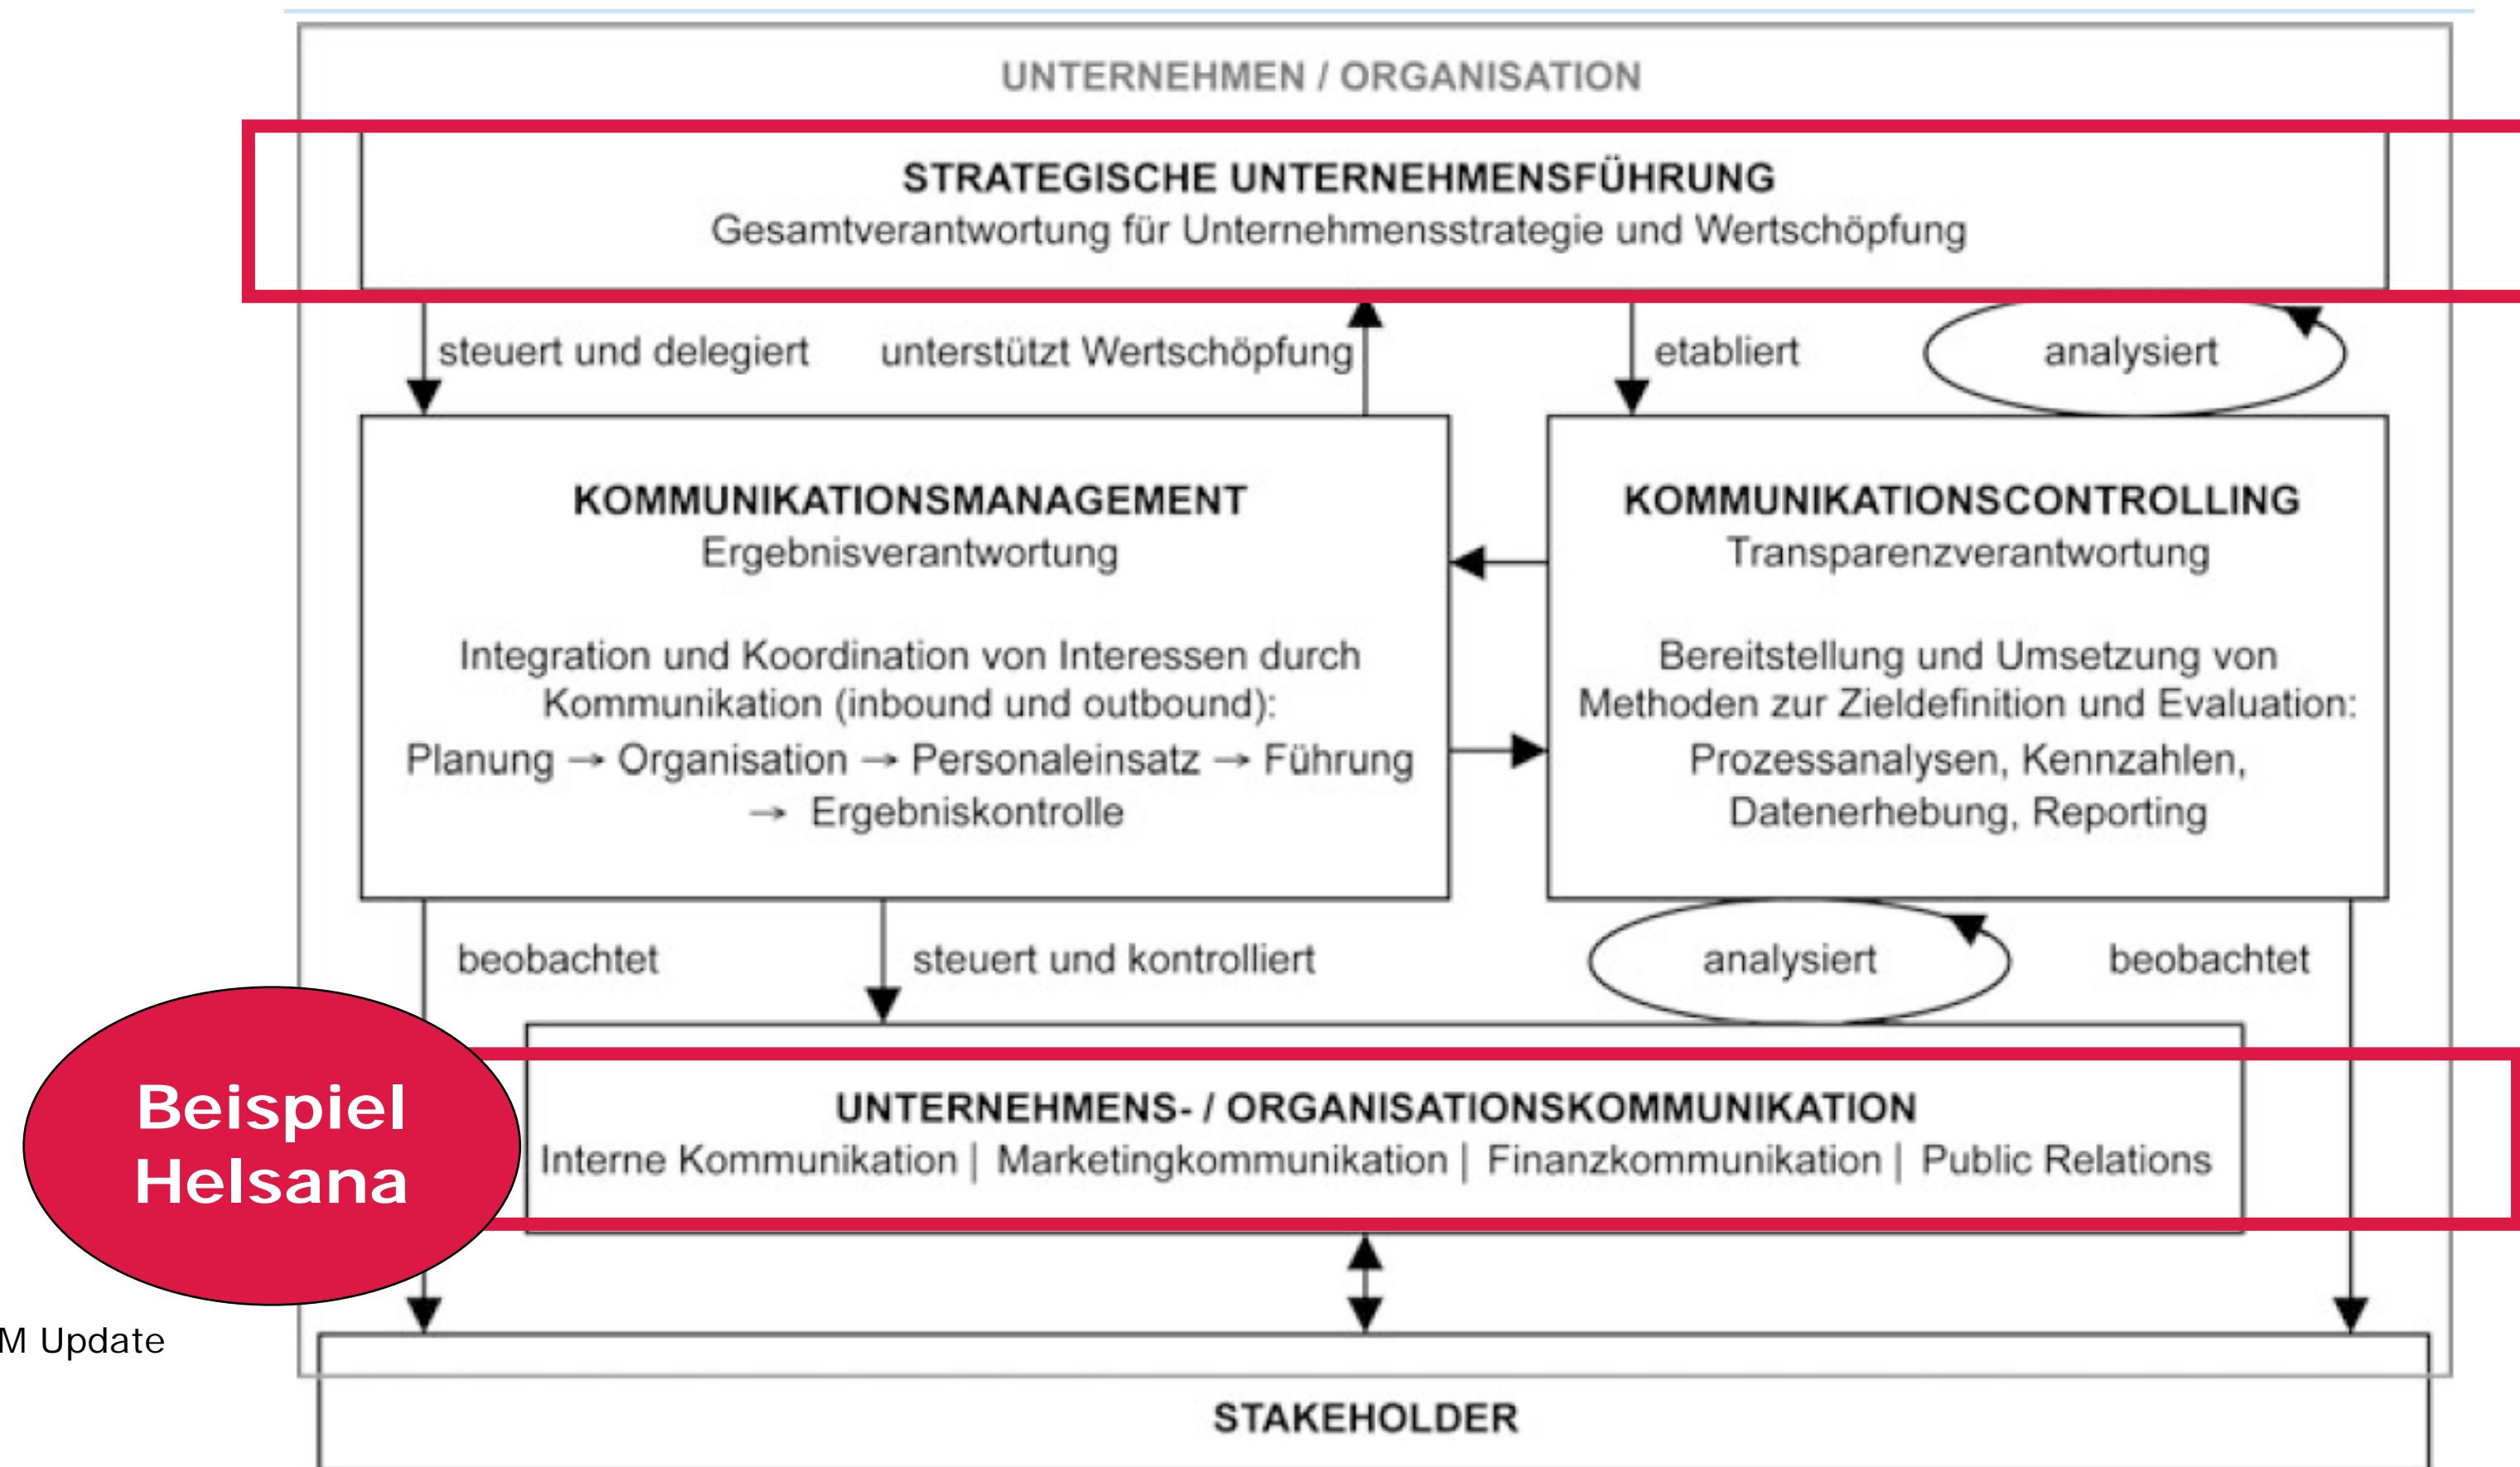 UNTERNEHMEN / ORGANISATION
STRATEGISCHE UNTERNEHMENSFÜHRUNG
Gesamtverantwortung für Unternehmensstrategie und Wertschöpfung
steuert und delegiert
unterstützt Wertschöpfung
etabliert
analysiert
KOMMUNIKATIONSMANAGEMENT
Ergebnisverantwortung
Integration und Koordination von Interessen durch
Kommunikation (inbound und outbound):
Planung → Organisation → Personaleinsatz → Führung
→ Ergebniskontrolle
KOMMUNIKATIONSCONTROLLING
Transparenzverantwortung
Bereitstellung und Umsetzung von
Methoden zur Zieldefinition und Evaluation:
Prozessanalysen, Kennzahlen,
Datenerhebung, Reporting
beobachtet
steuert und kontrolliert
analysiert
beobachtet
Beispiel
Helsana
UNTERNEHMENS- / ORGANISATIONSKOMMUNIKATION
Interne Kommunikation | Marketingkommunikation | Finanzkommunikation | Public Relations
M Update
STAKEHOLDER